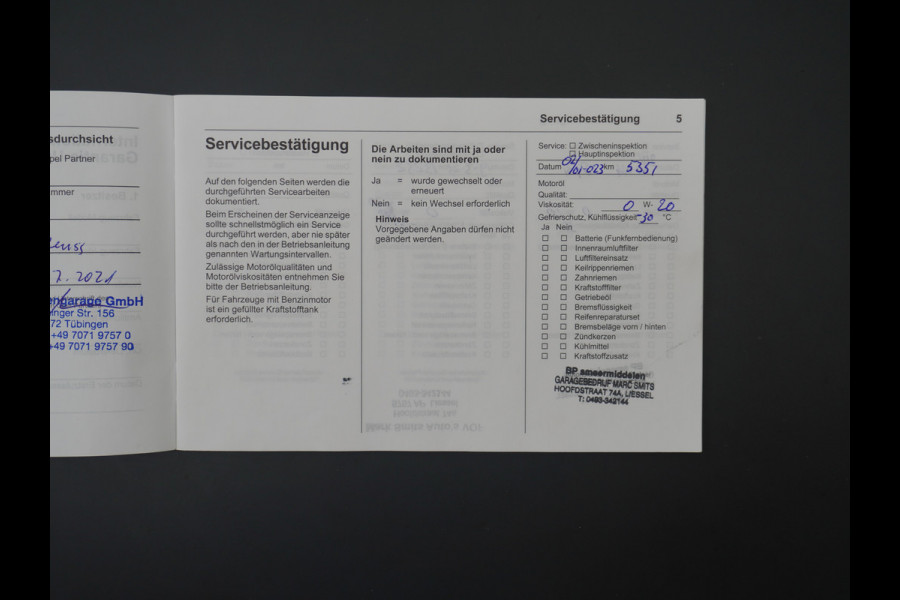 sdurchsicht
pel Partner
mmer
7.2021
engarage GmbH
inger Str. 156
72 Tübingen
+49 7071 9757 0
+49 7071 9757 90
Servicebestätigung
Auf den folgenden Seiten werden die
durchgeführten Servicearbeiten
dokumentiert.
Beim Erscheinen der Serviceanzeige
sollte schnellstmöglich ein Service
durchgeführt werden, aber nie später
als nach den in der Betriebsanleitung
genannten Wartungsintervallen.
Zulässige Motorölqualitäten und
Motorölviskositäten entnehmen Sie
bitte der Betriebsanleitung.
Für Fahrzeuge mit Benzinmotor
ist ein gefüllter Kraftstofftank
erforderlich.
Die Arbeiten sind mit ja oder
nein zu dokumentieren
Ja = wurde gewechselt oder
erneuert
Nein = kein Wechsel erforderlich
Hinweis
Vorgegebene Angaben dürfen nicht
geändert werden.
Servicebestätigung 5
Service: Zwischeninspektion
Hauptinspektion
Datum 02/01-023 km 5351
Motoröl
Qualität:
Viskosität: 0 W- 20
Gefrierschutz, Kühlflüssigkeit -30 °C
Ja Nein
Batterie (Funkfernbedienung)
Innenraumluftfilter
Luftfiltereinsatz
Keilrippenriemen
Zahnriemen
Kraftstofffilter
Getriebeöl
Bremsflüssigkeit
Reifenreparaturset
Bremsbeläge vorn / hinten
Zündkerzen
Kühlmittel
Kraftstoffzusatz
BP smeermiddelen
GARAGEBEDRIJF MARC SMITS
HOOFDSTRAAT 74A, LIESSEL
T: 0493-342144